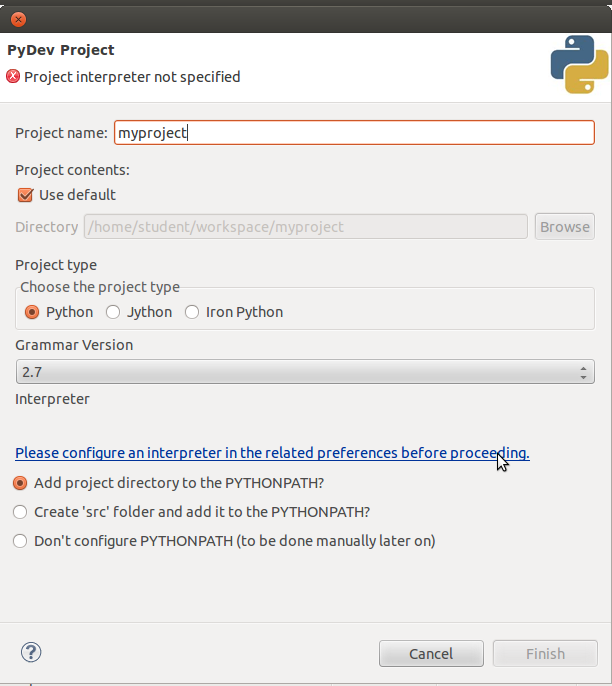 PyDev Project
Project interpreter not specified
Project name: myproject
Project contents:
Use default
Directory /home/student/workspace/myproject Browse
Project type
Choose the project type
Python Jython Iron Python
Grammar Version
2.7
Interpreter
Please configure an interpreter in the related preferences before proceeding.
Add project directory to the PYTHONPATH?
Create 'src' folder and add it to the PYTHONPATH?
Don't configure PYTHONPATH (to be done manually later on)
? Cancel Finish